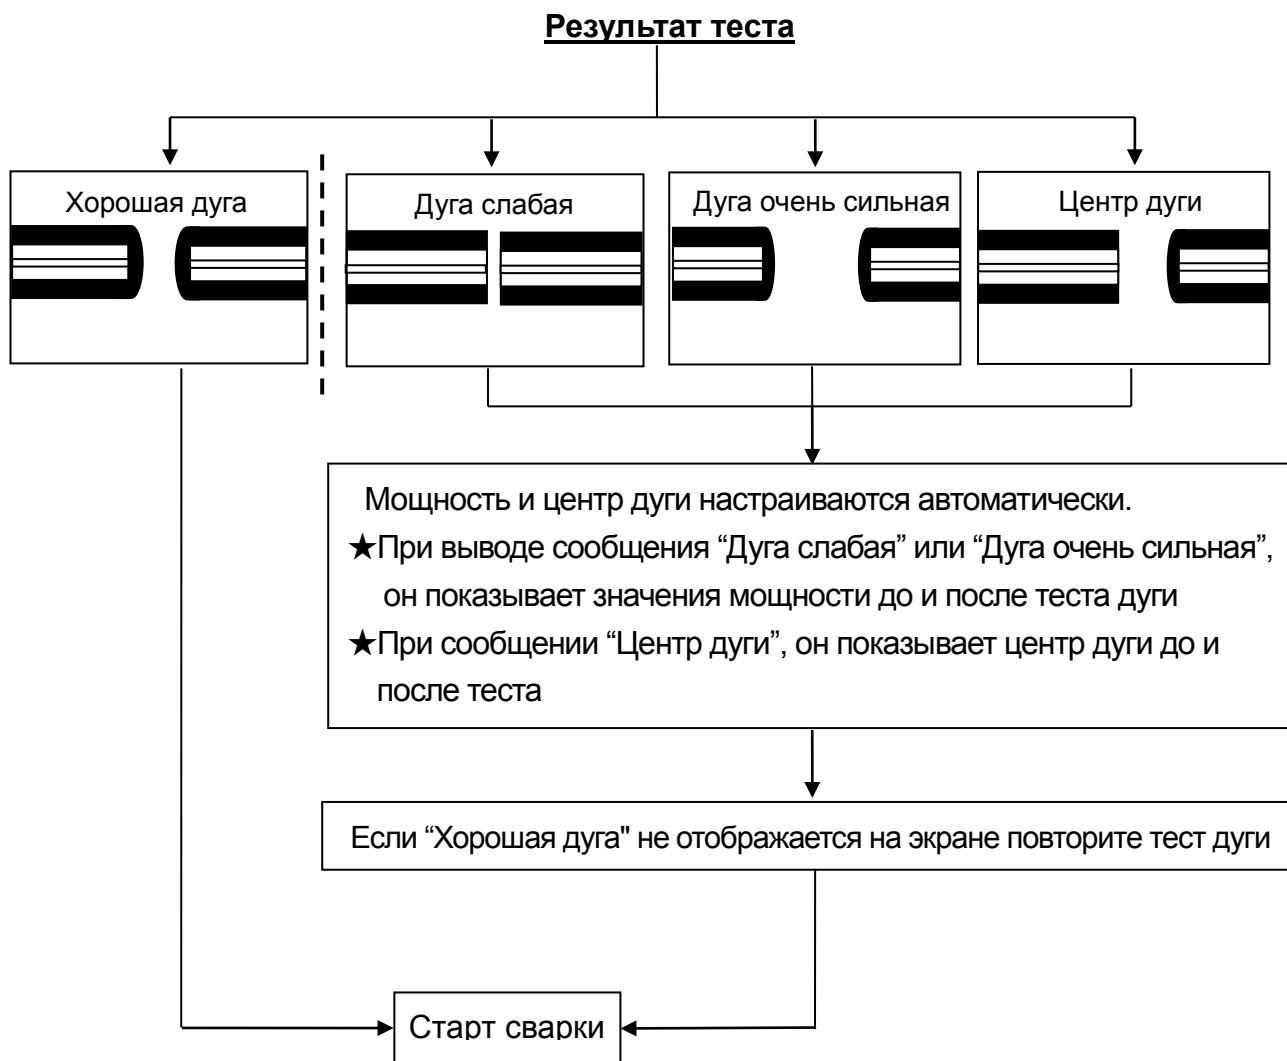 Результат теста
Хорошая дуга
Дуга слабая
Дуга очень сильная
Центр дуги
Мощность и центр дуги настраиваются автоматически.
★При выводе сообщения “Дуга слабая” или “Дуга очень сильная”,
он показывает значения мощности до и после теста дуги
★При сообщении “Центр дуги”, он показывает центр дуги до и
после теста
Если “Хорошая дуга" не отображается на экране повторите тест дуги
Старт сварки